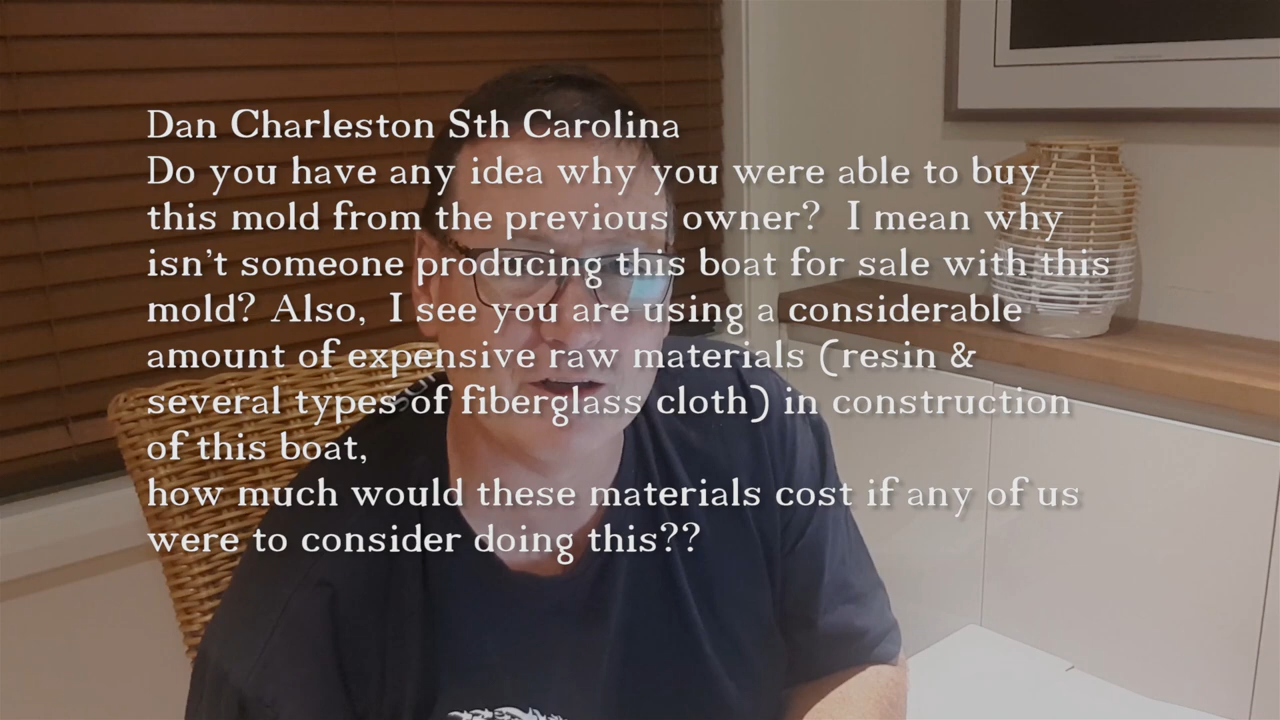 Dan Charleston Sth Carolina
Do you have any idea why you were able to buy
this mold from the previous owner?  I mean why
isn't someone producing this boat for sale with this
mold? Also,  I see you are using a considerable
amount of expensive raw materials (resin &
several types of fiberglass cloth) in construction
of this boat,
how much would these materials cost if any of us
were to consider doing this??